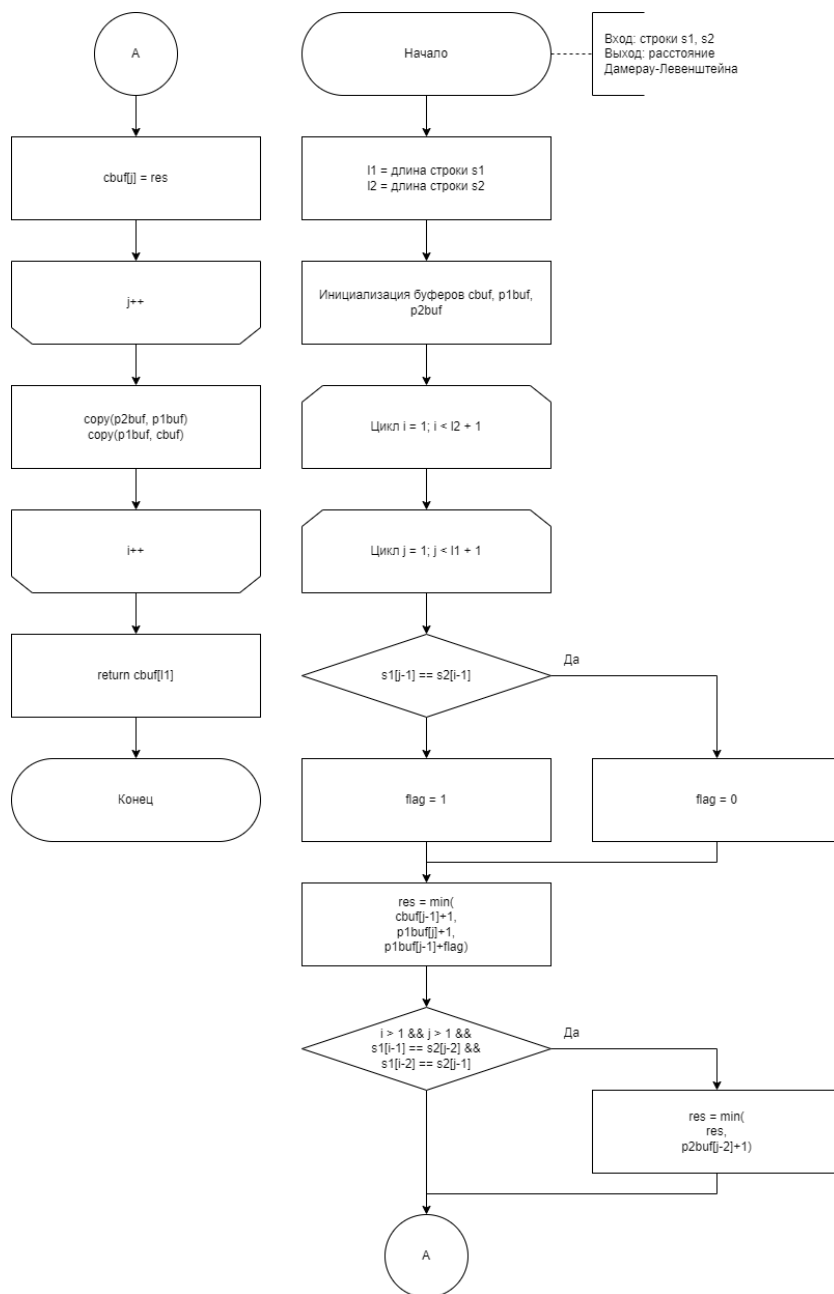 A
cbuf[j] = res
j++
copy(p2buf, p1buf)
copy(p1buf, cbuf)
i++
return cbuf[l1]
Конец
Начало
Вход: строки s1, s2
Выход: расстояние
Дамерау-Левенштейна
l1 = длина строки s1
l2 = длина строки s2
Инициализация буферов cbuf, p1buf,
p2buf
Цикл i = 1; i < l2 + 1
Цикл j = 1; j < l1 + 1
s1[j-1] == s2[i-1]
Да
flag = 1
flag = 0
res = min(
cbuf[j-1]+1,
p1buf[j]+1,
p1buf[j-1]+flag)
i > 1 && j > 1 &&
s1[i-1] == s2[j-2] &&
s1[i-2] == s2[j-1]
Да
res = min(
res,
p2buf[j-2]+1)
A